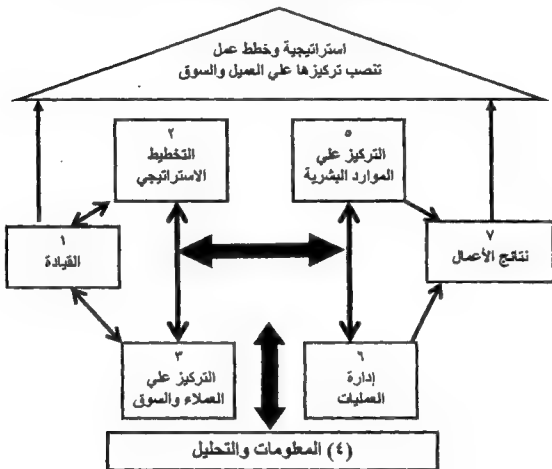 استراتيجية وخطط عمل
تنصب تركيزها علي العميل والسوق
٢
التخطيط
الاستراتيجي
٥
التركيز علي
الموارد البشرية
١
القيادة
٧
نتائج الأعمال
٣
التركيز علي
العملاء والسوق
٦
إدارة
العمليات
(٤) المعلومات والتحليل